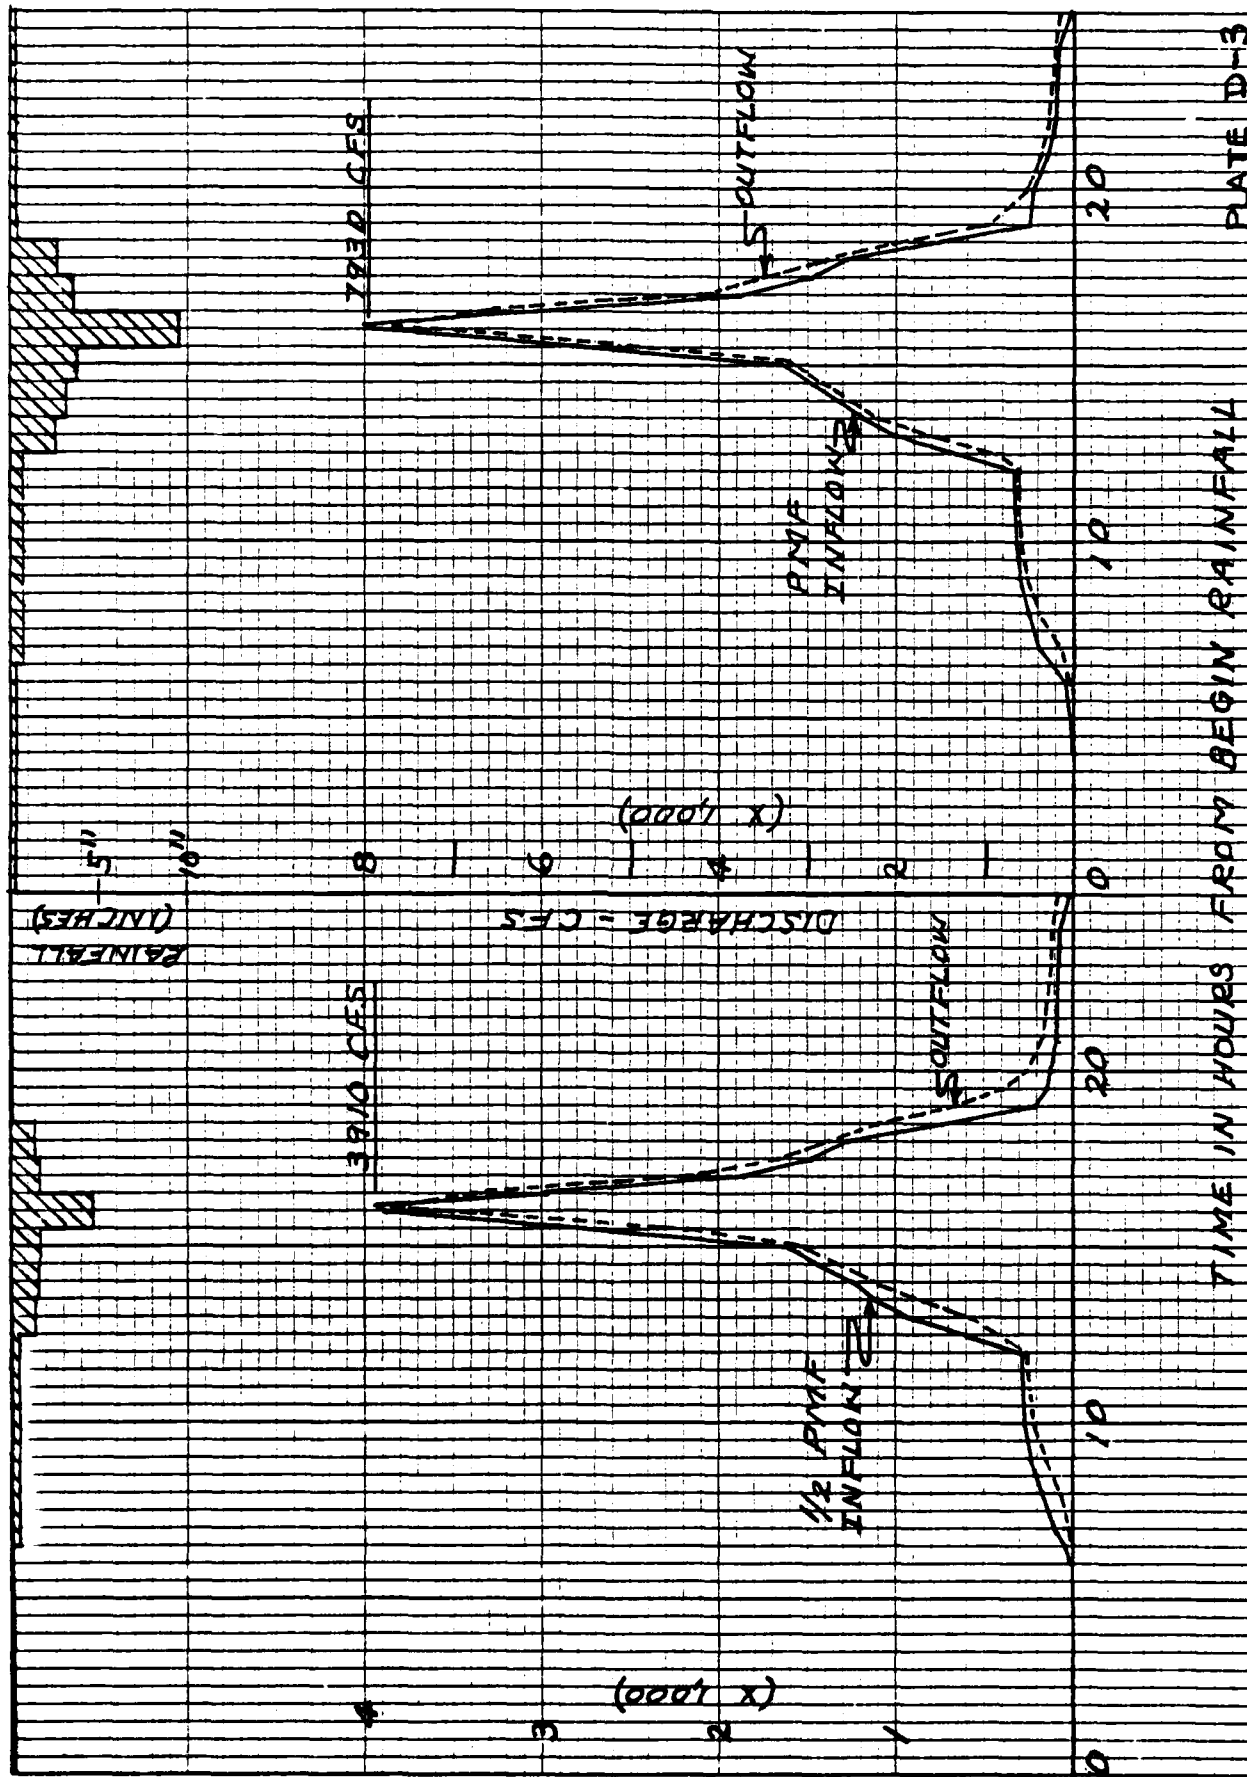 RAINFALL
(INCHES)
5"
10"
3910 CFS
7930 CFS
4
3
2
1
0
(X 1,000)
1/2 PMF
INFLOW
OUTFLOW
10
20
DISCHARGE = CFS
8
6
4
2
0
(X 1,000)
PMF
INFLOW
OUTFLOW
10
20
TIME IN HOURS FROM BEGIN RAINFALL
PLATE D-3